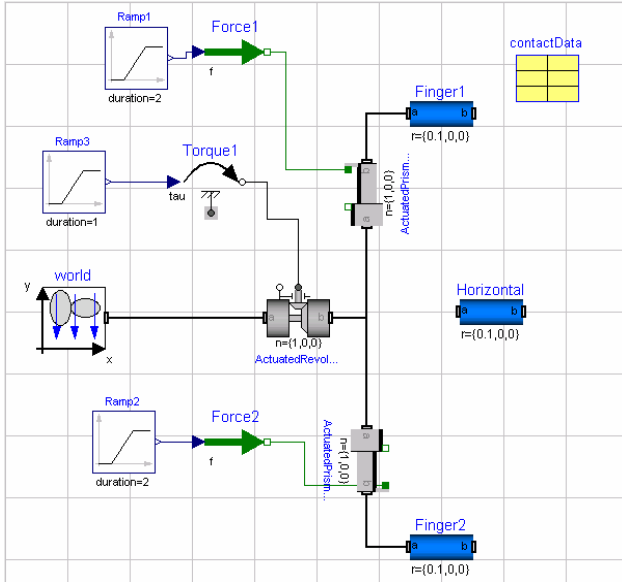 Ramp1
Force1
f
duration=2
contactData
Finger1
a
b
r={0.1,0,0}
Ramp3
Torque1
tau
duration=1
b
n={1,0,0}
a
ActuatedPrism...
world
y
x
a
b
n={1,0,0}
ActuatedRevol...
Horizontal
a
b
r={0.1,0,0}
Ramp2
Force2
f
duration=2
ActuatedPrism...
n={1,0,0}
a
b
Finger2
a
b
r={0.1,0,0}